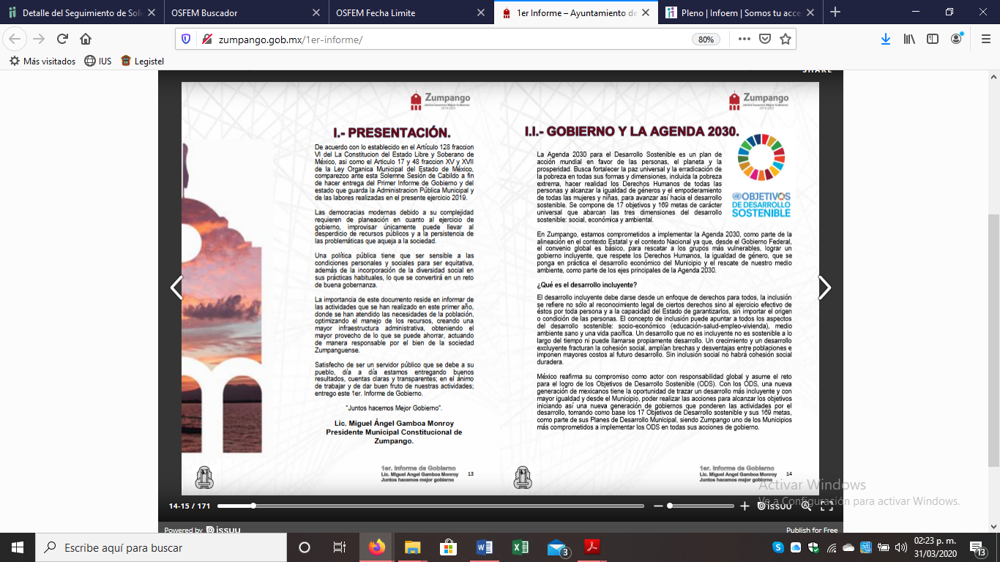 Detalle del Seguimiento de Soli
OSFEM Buscador
OSFEM Fecha Limite
1er Informe – Ayuntamiento de
Pleno | Infoem | Somos tu acce
zumpango.gob.mx/1er-informe/
80%
Más visitados
IUS
Legistel
SHARE
Zumpango
Juntos hacemos Mejor Gobierno
2019-2021
I.- PRESENTACIÓN.
De acuerdo con lo establecido en el Artículo 128 fraccion
VI del La Constitucion del Estado Libre y Soberano de
México, asi como el Articulo 17 y 48 fraccion XV y XVII
de la Ley Organica Municipal del Estado de México,
comparezco ante esta Solemne Sesión de Cabildo a fin
de hacer entrega del Primer Informe de Gobierno y del
estado que guarda la Administracion Pública Municipal y
de las labores realizadas en el presente ejercicio 2019.
Las democracias modernas debido a su complejidad
requieren de planeación en cuanto al ejercicio de
gobierno, improvisar únicamente puede llevar al
desperdicio de recursos públicos y a la persistencia de
las problemáticas que aqueja a la sociedad.
Una política pública tiene que ser sensible a las
condiciones personales y sociales para ser equitativa,
además de la incorporación de la diversidad social en
sus prácticas habituales, lo que se convertirá en un reto
de buena gobernanza.
La importancia de este documento reside en informar de
las actividades que se han realizado en este primer año,
donde se han atendido las necesidades de la población,
optimizando el manejo de los recursos, creando una
mayor infraestructura administrativa, obteniendo el
mayor provecho de lo que se puede ahorrar, actuando
de manera responsable por el bien de la sociedad
Zumpanguense.
Satisfecho de ser un servidor público que se debe a su
pueblo, día a día estamos entregando buenos
resultados, cuentas claras y transparentes; en el ánimo
de trabajar y de dar buen fruto de nuestras actividades;
entrego este 1er. Informe de Gobierno.
"Juntos hacemos Mejor Gobierno".
Lic. Miguel Ángel Gamboa Monroy
Presidente Municipal Constitucional de
Zumpango.
1er. Informe de Gobierno
Lic. Miguel Angel Gamboa Monroy
Juntos hacemos mejor gobierno
13
Zumpango
Juntos hacemos Mejor Gobierno
2019-2021
I.I.- GOBIERNO Y LA AGENDA 2030.
La Agenda 2030 para el Desarrollo Sostenible es un plan de
acción mundial en favor de las personas, el planeta y la
prosperidad. Busca fortalecer la paz universal y la erradicación de
la pobreza en todas sus formas y dimensiones, incluida la pobreza
extrema, hacer realidad los Derechos Humanos de todas las
personas y alcanzar la igualdad de géneros y el empoderamiento
de todas las mujeres y niñas, para avanzar así hacia el desarrollo
sostenible. Se compone de 17 objetivos y 169 metas de carácter
universal que abarcan las tres dimensiones del desarrollo
sostenible: social, económica y ambiental.
OBJETIVOS
DE DESARROLLO
SOSTENIBLE
En Zumpango, estamos comprometidos a implementar la Agenda 2030, como parte de la
alineación en el contexto Estatal y el contexto Nacional ya que, desde el Gobierno Federal,
el convenio global es básico, para rescatar a los grupos más vulnerables, lograr un
gobierno incluyente, que respete los Derechos Humanos, la igualdad de género, que se
ponga en práctica el desarrollo económico del Municipio y el rescate de nuestro medio
ambiente, como parte de los ejes principales de la Agenda 2030.
¿Qué es el desarrollo incluyente?
El desarrollo incluyente debe darse desde un enfoque de derechos para todos, la inclusión
se refiere no sólo al reconocimiento legal de ciertos derechos sino al ejercicio efectivo de
éstos por toda persona y a la capacidad del Estado de garantizarlos, sin importar el origen
o condición de las personas. El concepto de inclusión puede apuntar a todos los aspectos
del desarrollo sostenible: socio-económico (educación-salud-empleo-vivienda), medio
ambiente sano y una vida pacífica. Un desarrollo que no es incluyente no es sostenible a lo
largo del tiempo ni puede llamarse propiamente desarrollo. Un crecimiento y un desarrollo
excluyente fracturan la cohesión social, amplían brechas y desventajas entre poblaciones e
imponen mayores costos al futuro desarrollo. Sin inclusión social no habrá cohesión social
duradera.
México reafirma su compromiso como actor con responsabilidad global y asume el reto
para el logro de los Objetivos de Desarrollo Sostenible (ODS). Con los ODS, una nueva
generación de mexicanos tiene la oportunidad de trazar un desarrollo más incluyente y con
mayor igualdad y desde el Municipio, poder realizar las acciones para alcanzar los objetivos
iniciando así una nueva generación de gobiernos que ponderen las actividades por el
desarrollo, tomando como base los 17 Objetivos de Desarrollo sostenible y sus 169 metas,
como parte de sus Planes de Desarrollo Municipal, siendo Zumpango uno de los Municipios
más comprometidos a implementar los ODS en todas sus acciones de gobierno.
1er. Informe de Gobierno
Lic. Miguel Angel Gamboa Monroy
Juntos hacemos mejor gobierno
14
Activar Windows
Ve a Configuración para activar Windows.
14-15 / 171
issuu
Powered by issuu
Publish for Free
Escribe aquí para buscar
3
02:23 p. m.
31/03/2020
13